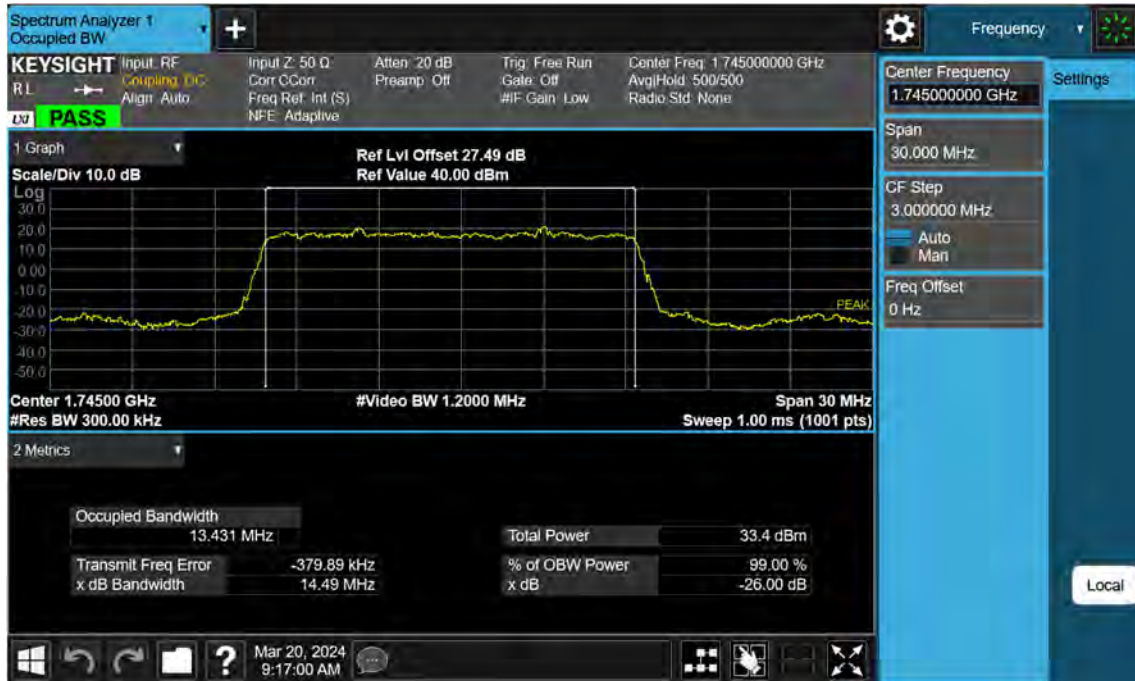 Spectrum Analyzer 1
Occupied BW
+
Frequency
KEYSIGHT Input: RF Input Z: 50 Ω Atten: 20 dB Trig: Free Run Center Freq: 1.745000000 GHz
R L Coupling: DC Corr CCorr Preamp: Off Gate: Off Avg|Hold: 500/500
Align: Auto Freq Ref: Int (S) #IF Gain: Low Radio Std: None
LXI PASS NFE: Adaptive
1 Graph
Ref Lvl Offset 27.49 dB
Scale/Div 10.0 dB Ref Value 40.00 dBm
Log
30.0
20.0
10.0
0.00
-10.0
-20.0
-30.0
-40.0
-50.0
PEAK
Center 1.74500 GHz #Video BW 1.2000 MHz Span 30 MHz
#Res BW 300.00 kHz Sweep 1.00 ms (1001 pts)
2 Metrics
Occupied Bandwidth
13.431 MHz
Total Power 33.4 dBm
Transmit Freq Error -379.89 kHz % of OBW Power 99.00 %
x dB Bandwidth 14.49 MHz x dB -26.00 dB
Center Frequency
1.745000000 GHz
Settings
Span
30.000 MHz
CF Step
3.000000 MHz
Auto
Man
Freq Offset
0 Hz
Local
?
Mar 20, 2024
9:17:00 AM